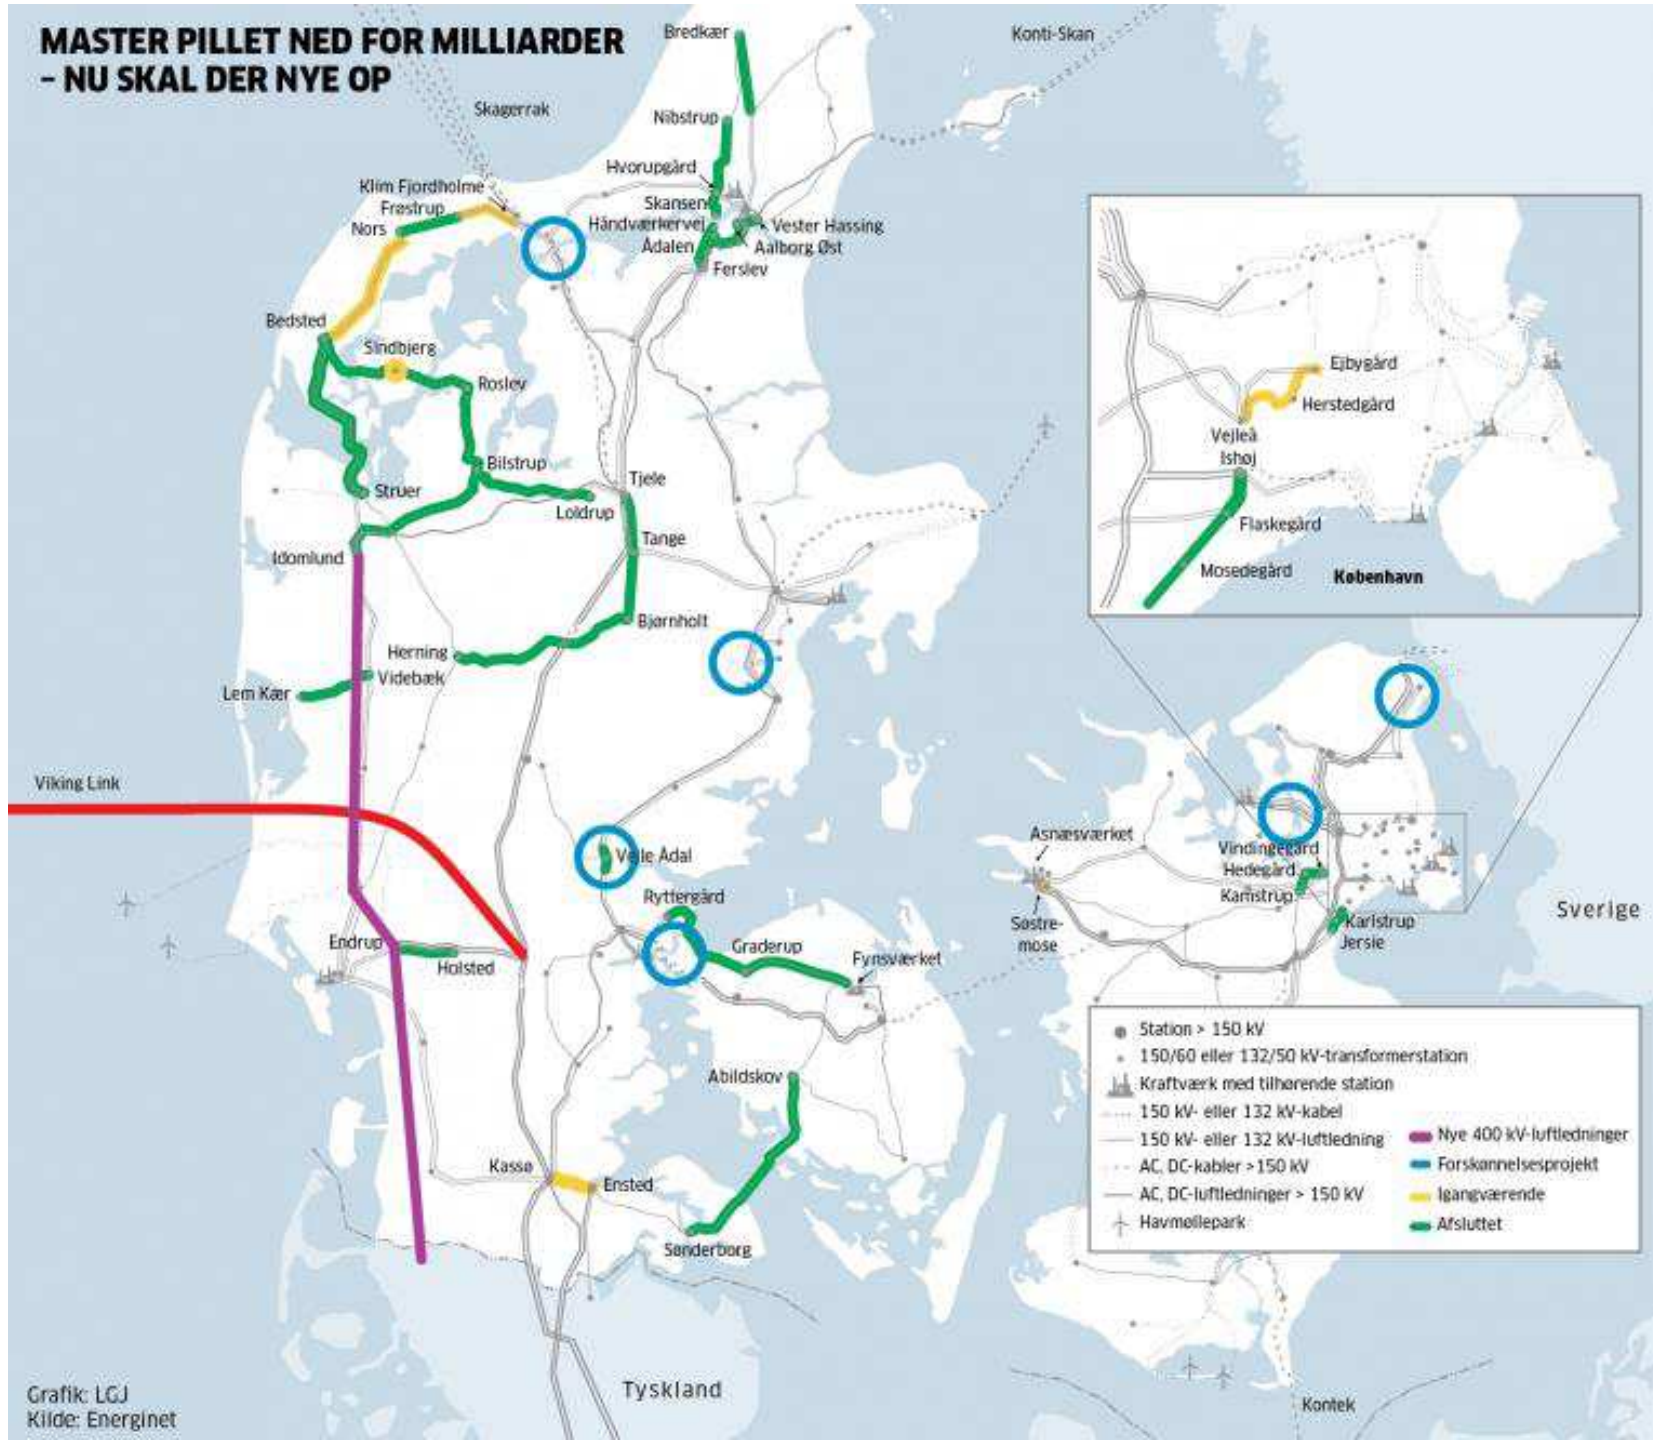 MASTER PILLET NED FOR MILLIARDER
- NU SKAL DER NYE OP
Bredkær
Konti-Skan
Skagerrak
Nibstrup
Hvorupgård
Klim Fjordholme
Frøstrup
Nors
Skansen
Håndværkervej
Ådalen
Vester Hassing
Aalborg Øst
Ferslev
Bedsted
Sindbjerg
Roslev
Bilstrup
Struer
Tjele
Loldrup
Tange
Idomlund
Bjørnholt
Herning
Videbæk
Lem Kær
Viking Link
Vejle Ådal
Ryttergård
Graderup
Fynsværket
Endrup
Holsted
Abildskov
Kassø
Ensted
Sønderborg
Tyskland
Ejbygård
Herstedgård
Vejleå
Ishøj
Flaskegård
Mosedegård
København
Asnæsværket
Vindingegård
Hedegård
Kamstrup
Søstre-
mose
Karlstrup
Jersie
Sverige
Station > 150 kV
150/60 eller 132/50 kV-transformerstation
Kraftværk med tilhørende station
150 kV- eller 132 kV-kabel
150 kV- eller 132 kV-luftledning
AC, DC-kabler >150 kV
AC, DC-luftledninger > 150 kV
Havmøllepark
Nye 400 kV-luftledninger
Forskønnelsesprojekt
Igangværende
Afsluttet
Kontek
Grafik: LGJ
Kilde: Energinet